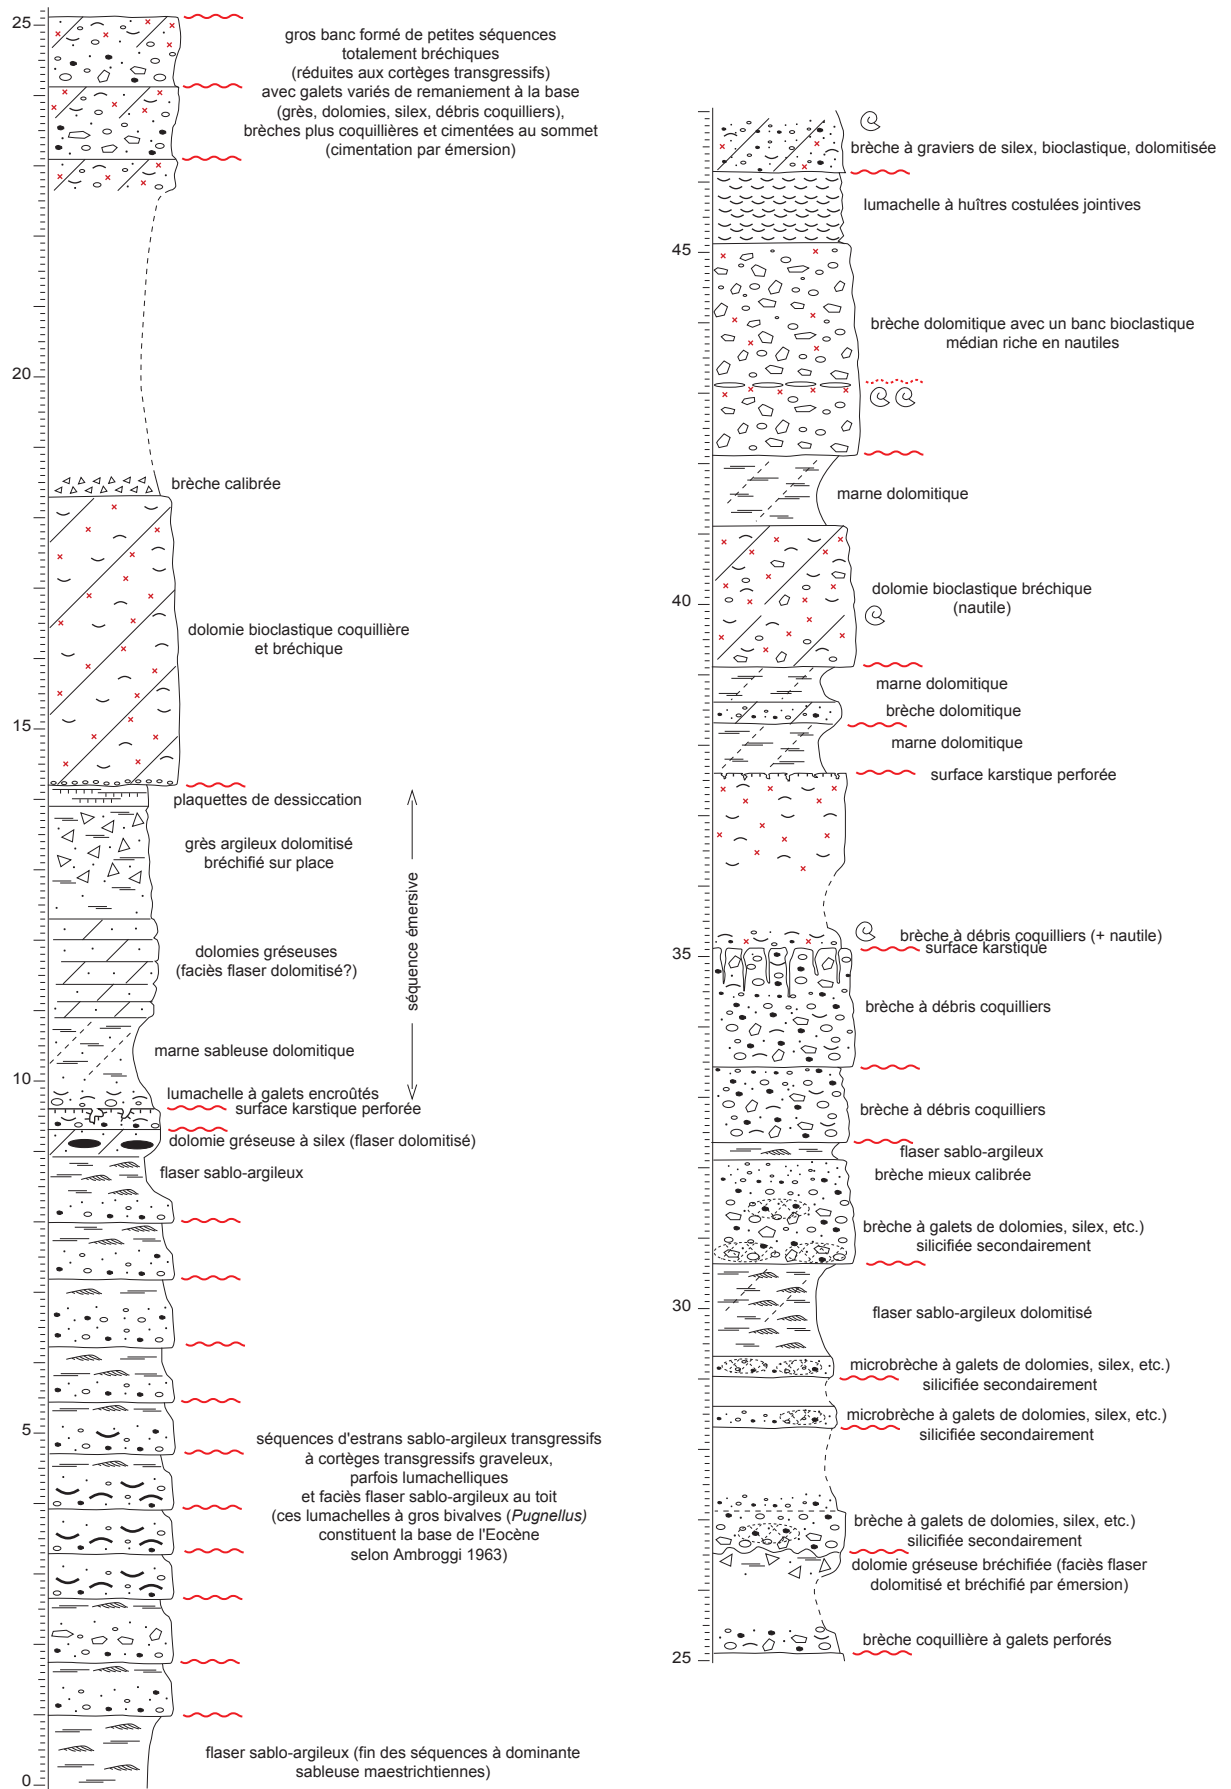 25
gros banc formé de petites séquences
totalement bréchiques
(réduites aux cortèges transgressifs)
avec galets variés de remaniement à la base
(grès, dolomies, silex, débris coquilliers),
brèches plus coquillières et cimentées au sommet
(cimentation par émersion)
20
brèche calibrée
dolomie bioclastique coquillière
et bréchique
15
plaquettes de dessiccation
grès argileux dolomitisé
bréchifié sur place
dolomies gréseuses
(faciès flaser dolomitisé?)
séquence émersive
marne sableuse dolomitique
10
lumachelle à galets encroûtés
surface karstique perforée
dolomie gréseuse à silex (flaser dolomitisé)
flaser sablo-argileux
5
séquences d'estrans sablo-argileux transgressifs
à cortèges transgressifs graveleux,
parfois lumachelliques
et faciès flaser sablo-argileux au toit
(ces lumachelles à gros bivalves (Pugnellus)
constituent la base de l'Eocène
selon Ambroggi 1963)
flaser sablo-argileux (fin des séquences à dominante
sableuse maestrichtiennes)
0
brèche à graviers de silex, bioclastique, dolomitisée
lumachelle à huîtres costulées jointives
45
brèche dolomitique avec un banc bioclastique
médian riche en nautiles
marne dolomitique
40
dolomie bioclastique bréchique
(nautile)
marne dolomitique
brèche dolomitique
marne dolomitique
surface karstique perforée
brèche à débris coquilliers (+ nautile)
surface karstique
35
brèche à débris coquilliers
brèche à débris coquilliers
flaser sablo-argileux
brèche mieux calibrée
brèche à galets de dolomies, silex, etc.)
silicifiée secondairement
30
flaser sablo-argileux dolomitisé
microbrèche à galets de dolomies, silex, etc.)
silicifiée secondairement
microbrèche à galets de dolomies, silex, etc.)
silicifiée secondairement
brèche à galets de dolomies, silex, etc.)
silicifiée secondairement
dolomie gréseuse bréchifiée (faciès flaser
dolomitisé et bréchifié par émersion)
brèche coquillière à galets perforés
25